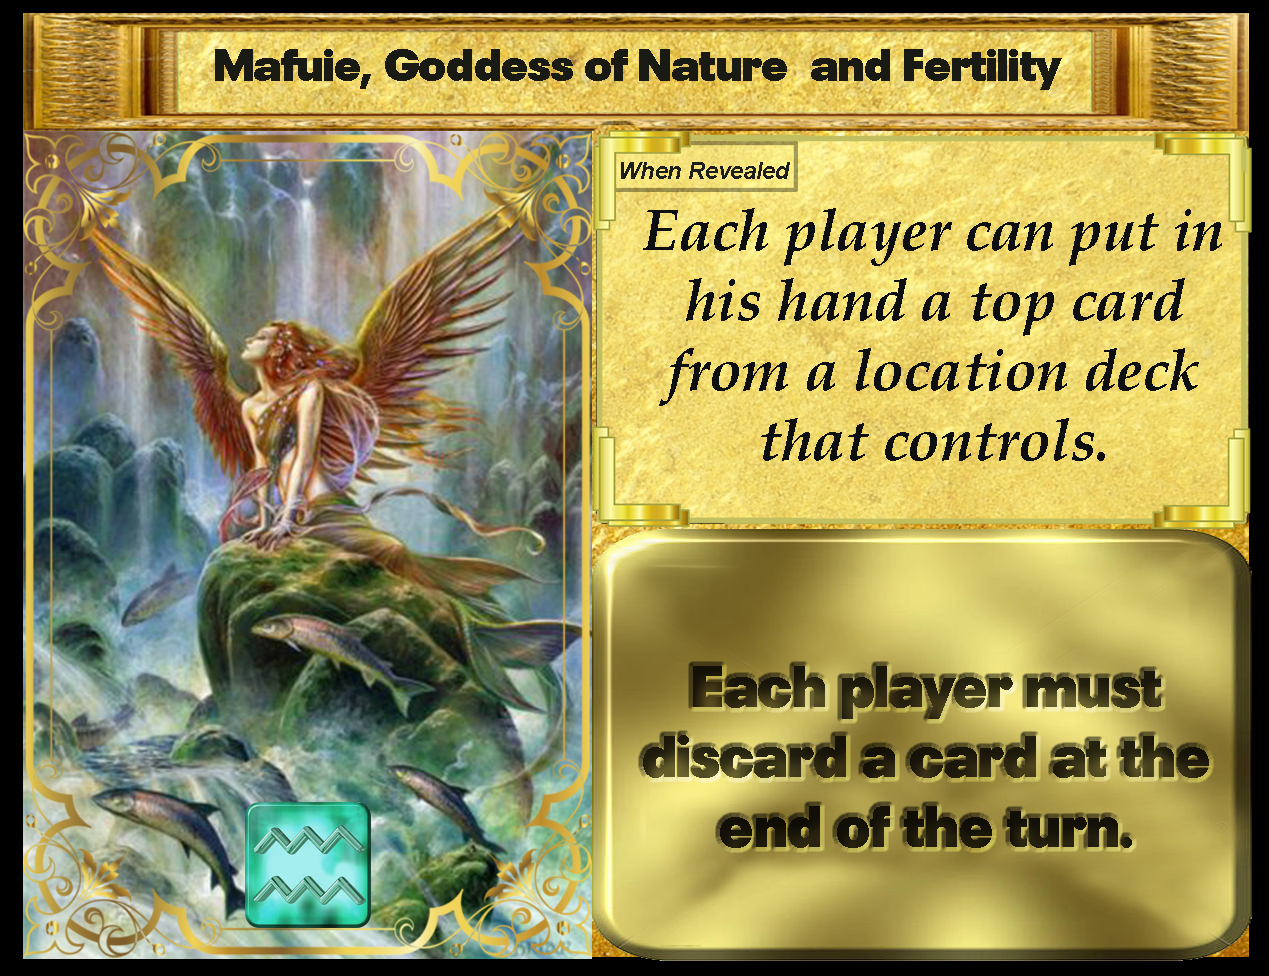 Mafuie, Goddess of Nature and Fertility
When Revealed
Each player can put in
his hand a top card
from a location deck
that controls.
Each player must
discard a card at the
end of the turn.